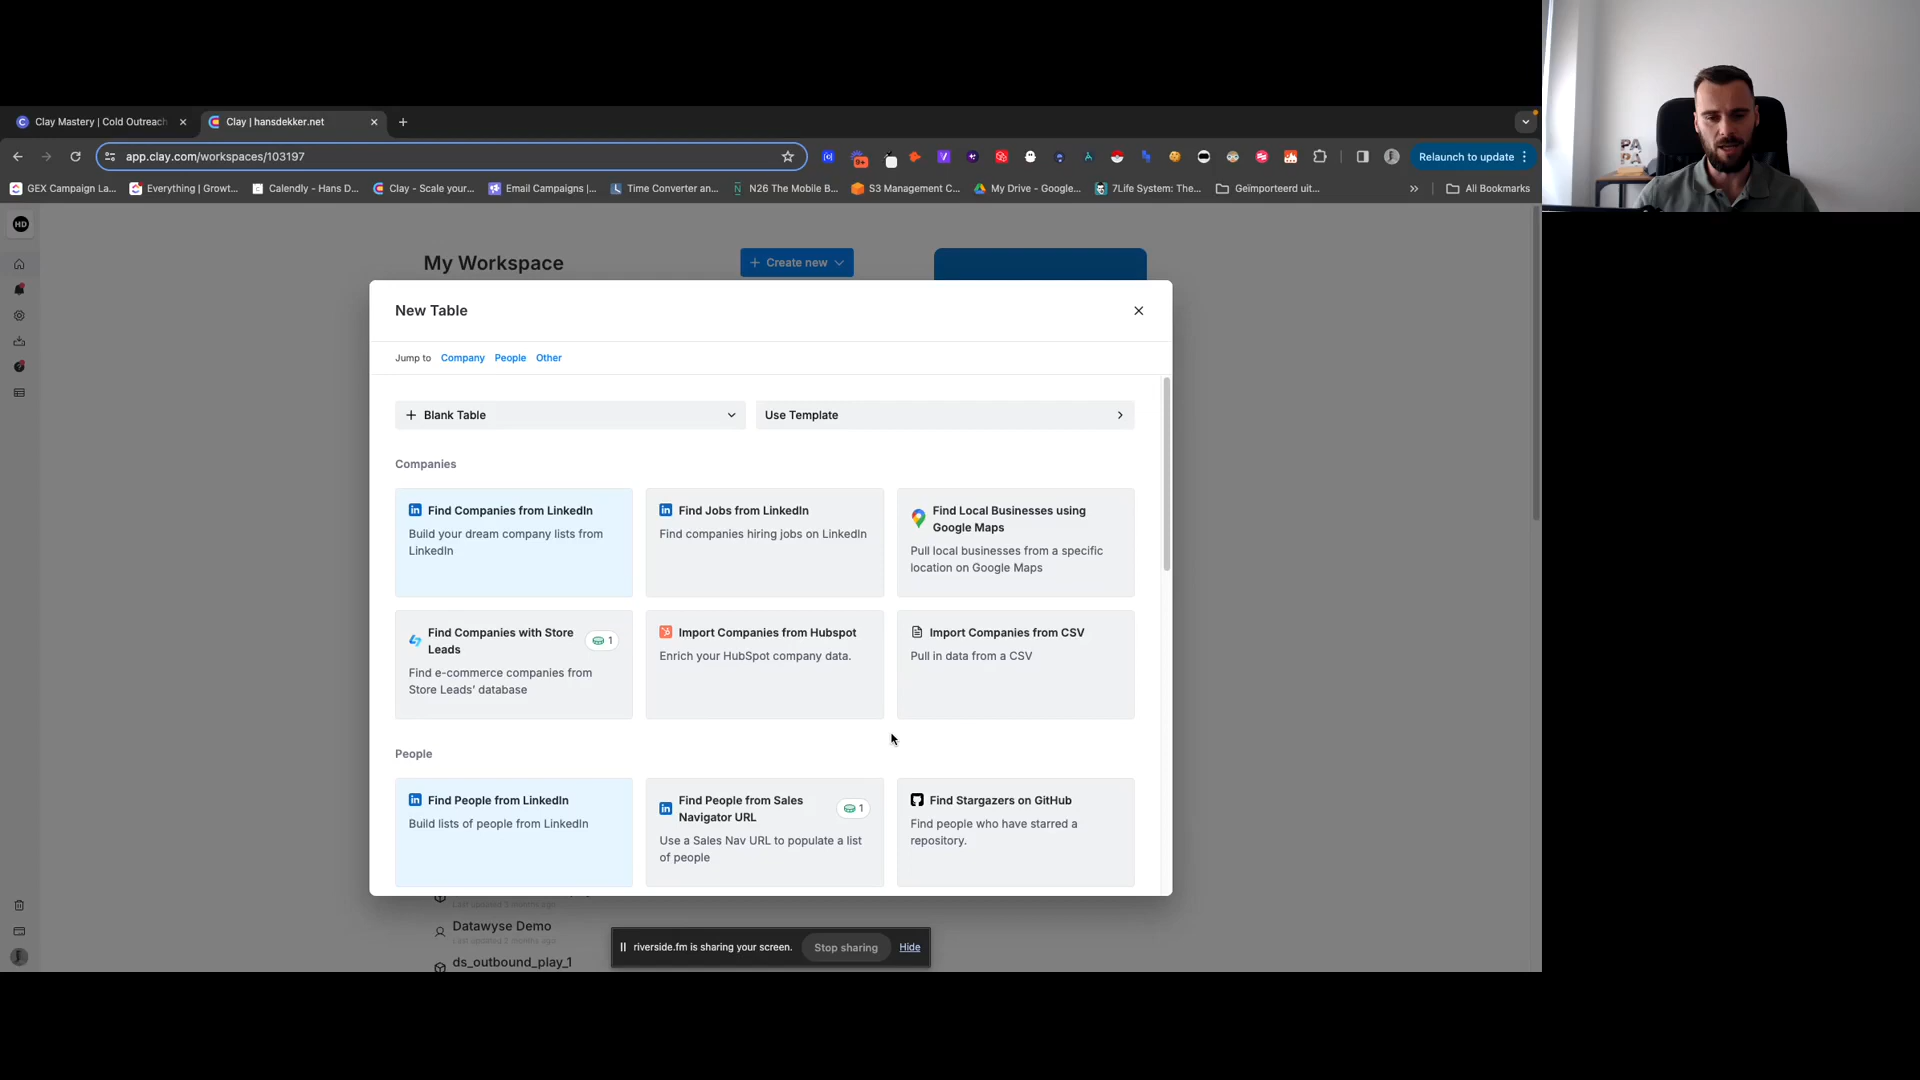 Clay Mastery | Cold Outreach
Clay | hansdekker.net
app.clay.com/workspaces/103197
Relaunch to update
GEX Campaign La...
Everything | Growt...
Calendly - Hans D...
Clay - Scale your...
Email Campaigns |...
Time Converter an...
N26 The Mobile B...
S3 Management C...
My Drive - Google...
7Life System: The...
Geïmporteerd uit...
All Bookmarks
HD
My Workspace
+ Create new
New Table
Jump to Company People Other
+ Blank Table
Use Template
Companies
Find Companies from LinkedIn
Build your dream company lists from
LinkedIn
Find Jobs from LinkedIn
Find companies hiring jobs on LinkedIn
Find Local Businesses using
Google Maps
Pull local businesses from a specific
location on Google Maps
Find Companies with Store
Leads
1
Find e-commerce companies from
Store Leads' database
Import Companies from Hubspot
Enrich your HubSpot company data.
Import Companies from CSV
Pull in data from a CSV
People
Find People from LinkedIn
Build lists of people from LinkedIn
Find People from Sales
Navigator URL
1
Use a Sales Nav URL to populate a list
of people
Find Stargazers on GitHub
Find people who have starred a
repository.
Datawyse Demo
Last updated 2 months ago
ds_outbound_play_1
riverside.fm is sharing your screen.
Stop sharing
Hide
PA
PA